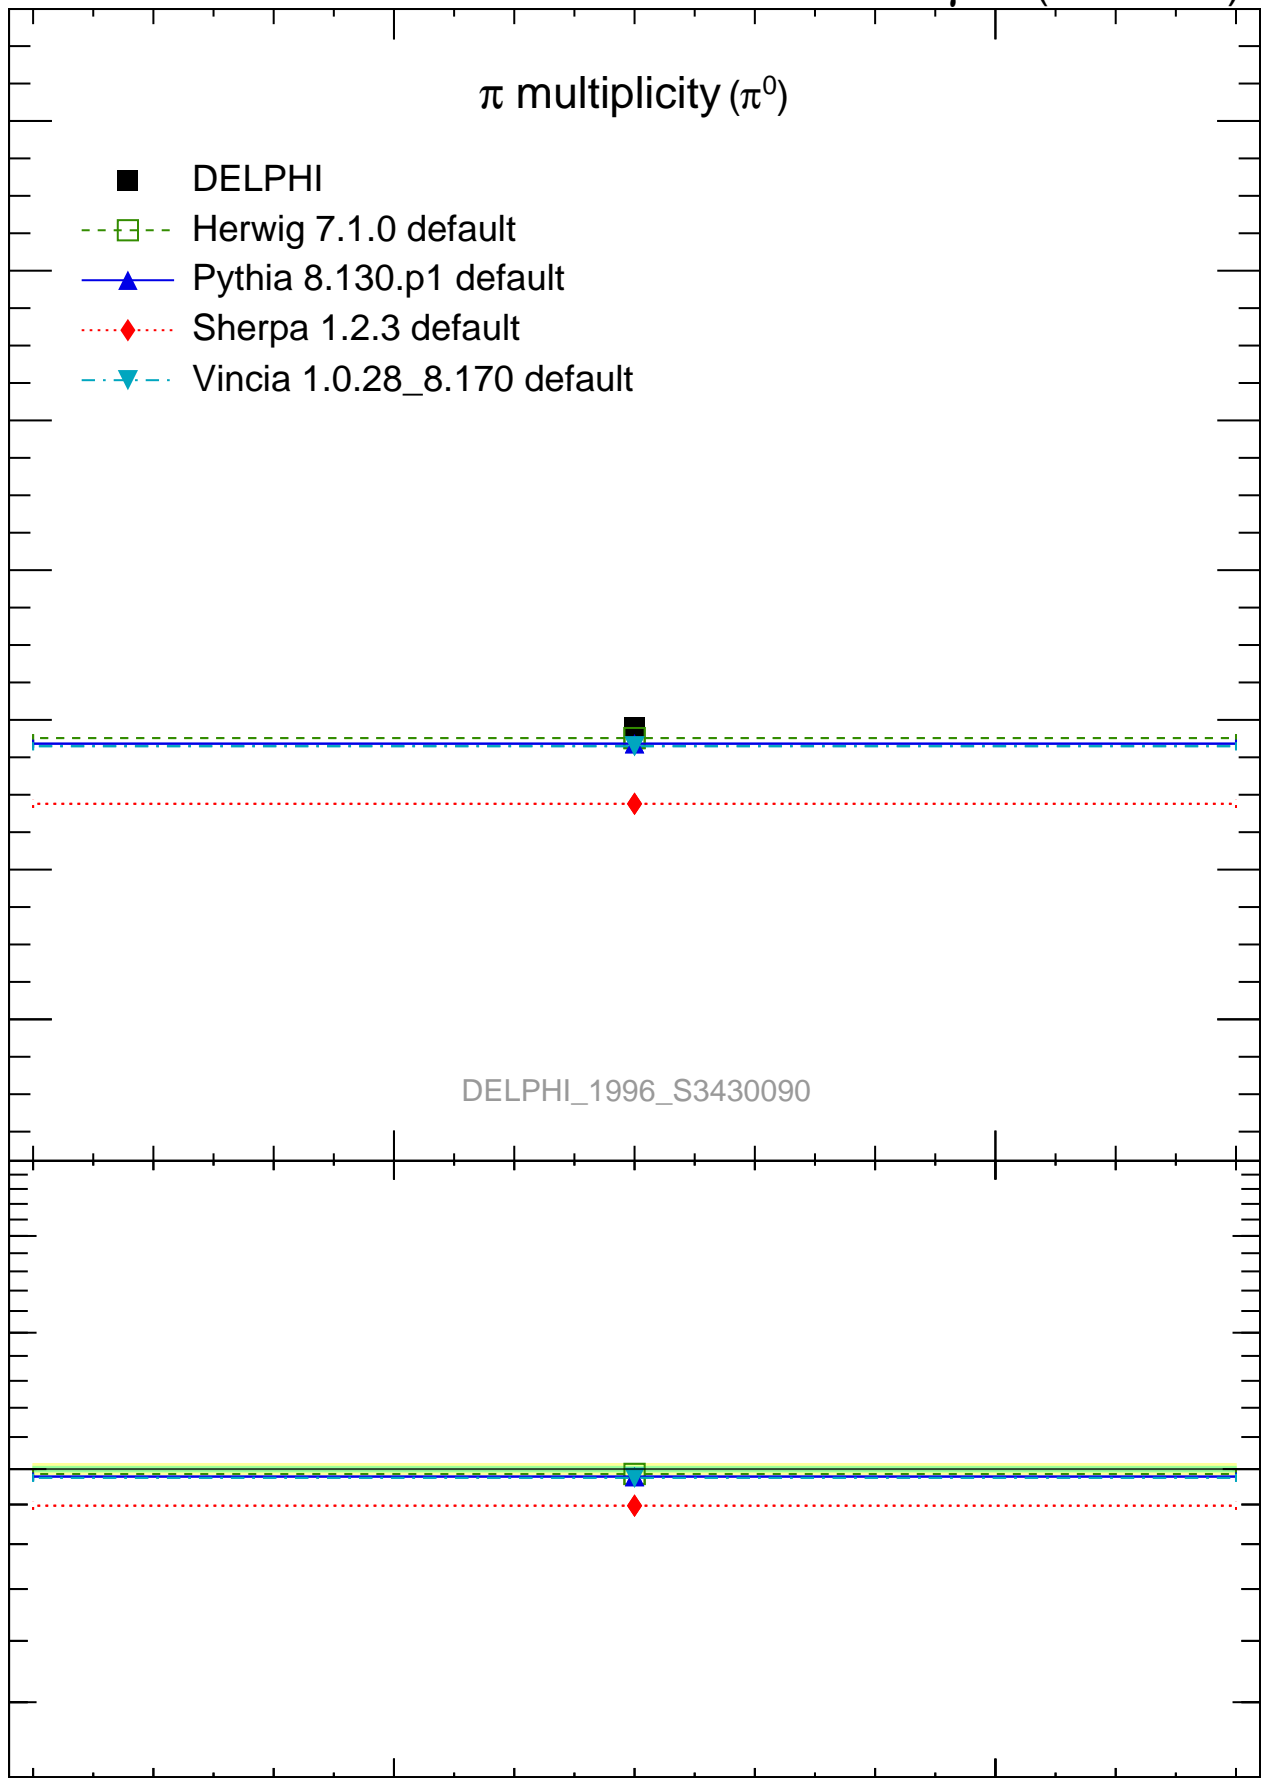 π multiplicity (π⁰)
DELPHI
Herwig 7.1.0 default
Pythia 8.130.p1 default
Sherpa 1.2.3 default
Vincia 1.0.28_8.170 default
DELPHI_1996_S3430090